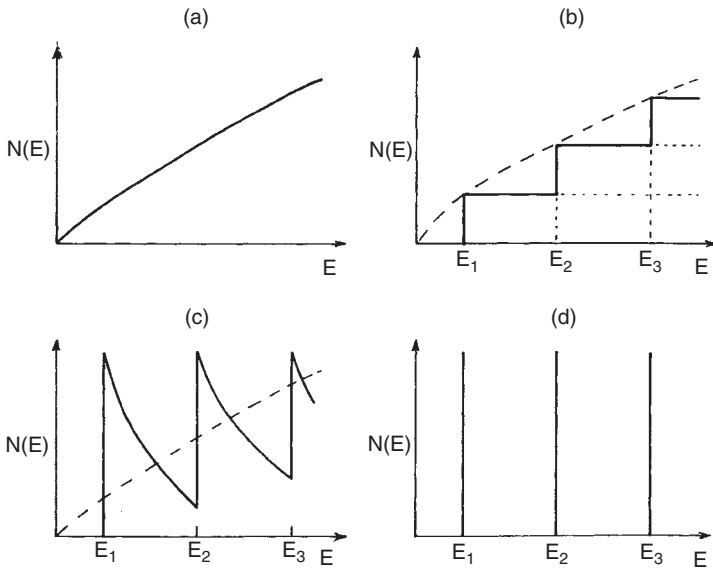 (a)
N(E)
E
(b)
N(E)
E₁ E₂ E₃ E
(c)
N(E)
E₁ E₂ E₃ E
(d)
N(E)
E₁ E₂ E₃ E